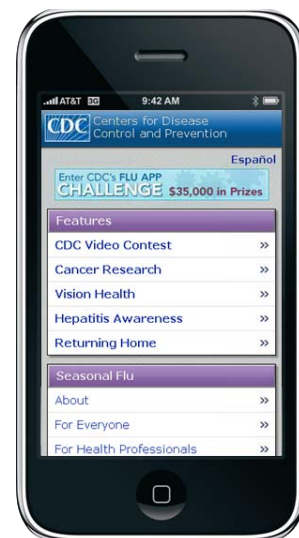 AT&T 3G 9:42 AM
CDC Centers for Disease
Control and Prevention
Español
Enter CDC's FLU APP
CHALLENGE $35,000 in Prizes
Features
CDC Video Contest »
Cancer Research »
Vision Health »
Hepatitis Awareness »
Returning Home »
Seasonal Flu
About »
For Everyone »
For Health Professionals »